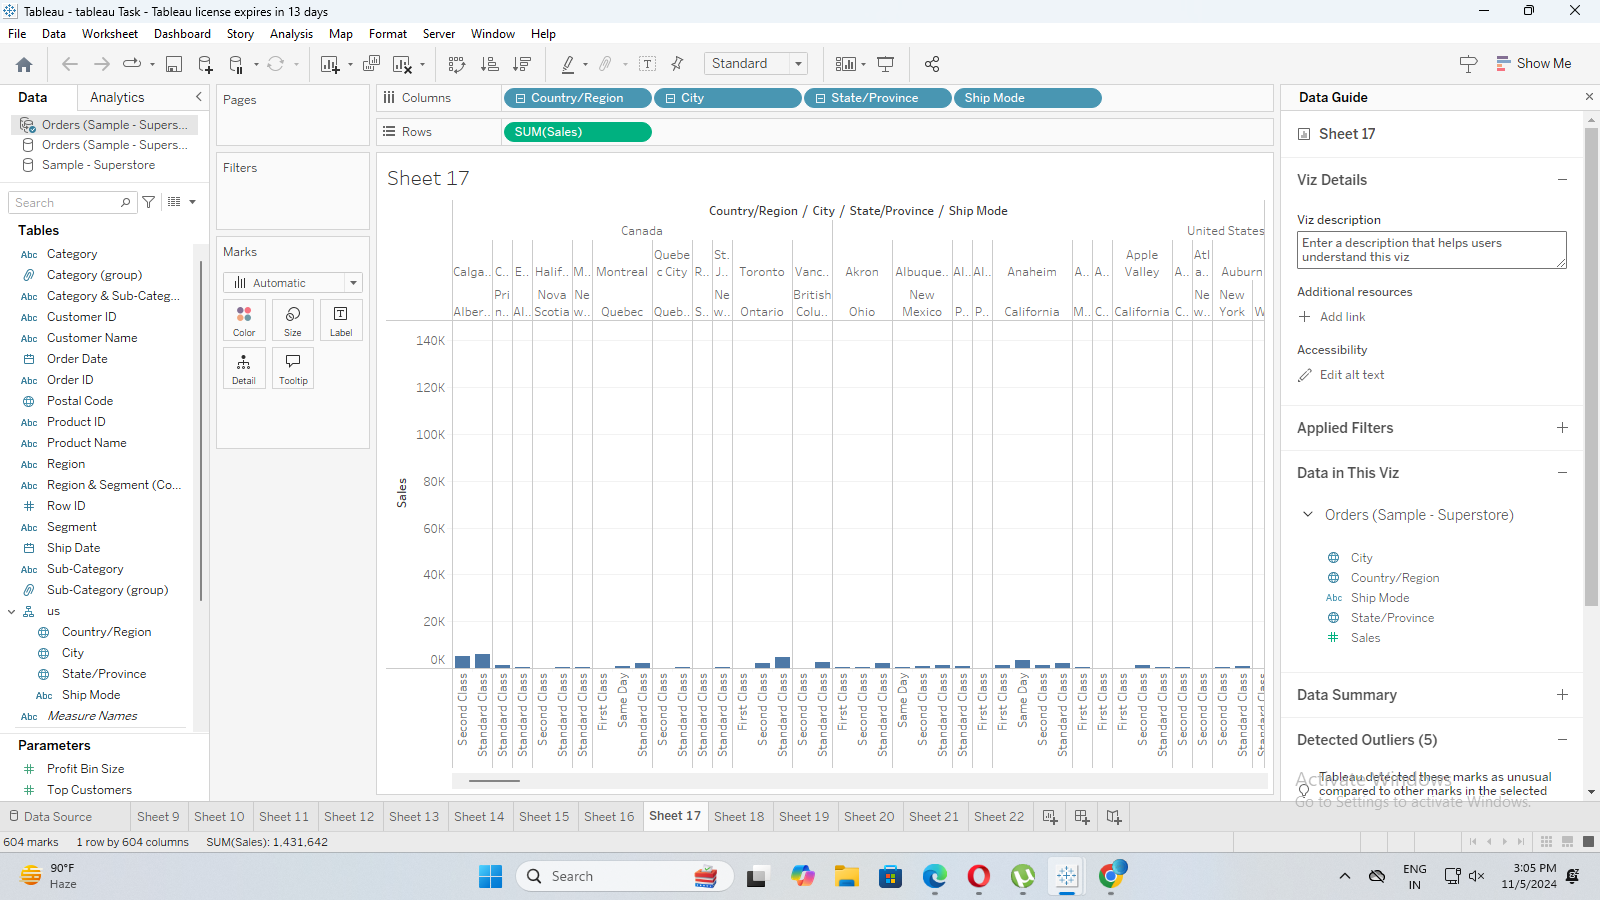 Tableau - tableau Task - Tableau license expires in 13 days
File Data Worksheet Dashboard Story Analysis Map Format Server Window Help
Standard
Show Me
Data Analytics
Orders (Sample - Supers...
Orders (Sample - Supers...
Sample - Superstore
Search
Tables
Abc Category
Category (group)
Abc Category & Sub-Categ...
Abc Customer ID
Abc Customer Name
Order Date
Abc Order ID
Postal Code
Abc Product ID
Abc Product Name
Abc Region
Abc Region & Segment (Co...
# Row ID
Abc Segment
Ship Date
Abc Sub-Category
Sub-Category (group)
us
Country/Region
City
State/Province
Abc Ship Mode
Abc Measure Names
Parameters
# Profit Bin Size
# Top Customers
Pages
Filters
Marks
Automatic
Color Size Label
Detail Tooltip
Columns Country/Region City State/Province Ship Mode
Rows SUM(Sales)
Sheet 17
Country/Region / City / State/Province / Ship Mode
Canada United States
Calga.. C.. E.. Halif.. M.. Montreal Quebe c City R.. St. J.. Toronto Vanc.. Akron Albuque.. Al.. Al.. Anaheim A.. A.. Apple Valley A.. Atl a.. Auburn
Alber.. Pri n.. Al.. Nova Scotia Ne w.. Quebec Queb.. S.. Ne w.. Ontario British Colu.. Ohio New Mexico P.. P.. California M.. C.. California C.. Ne w.. New York W
Sales
140K
120K
100K
80K
60K
40K
20K
0K
Second Class Standard Class Standard Class Standard Class Second Class Standard Class Standard Class First Class Same Day Standard Class Second Class Standard Class Standard Class Standard Class First Class Second Class Standard Class Second Class Standard Class First Class Second Class Standard Class Same Day Second Class Standard Class Standard Class First Class First Class Same Day Second Class Standard Class First Class First Class First Class Second Class Standard Class Second Class Standard Class Second Class Standard Class
Data Guide
Sheet 17
Viz Details
Viz description
Enter a description that helps users
understand this viz
Additional resources
Add link
Accessibility
Edit alt text
Applied Filters
Data in This Viz
Orders (Sample - Superstore)
City
Country/Region
Abc Ship Mode
State/Province
# Sales
Data Summary
Detected Outliers (5)
Tableau detected these marks as unusual
compared to other marks in the selected
Activate Windows
Go to Settings to activate Windows.
Data Source Sheet 9 Sheet 10 Sheet 11 Sheet 12 Sheet 13 Sheet 14 Sheet 15 Sheet 16 Sheet 17 Sheet 18 Sheet 19 Sheet 20 Sheet 21 Sheet 22
604 marks 1 row by 604 columns SUM(Sales): 1,431,642
90°F
Haze
Search
ENG
IN
3:05 PM
11/5/2024